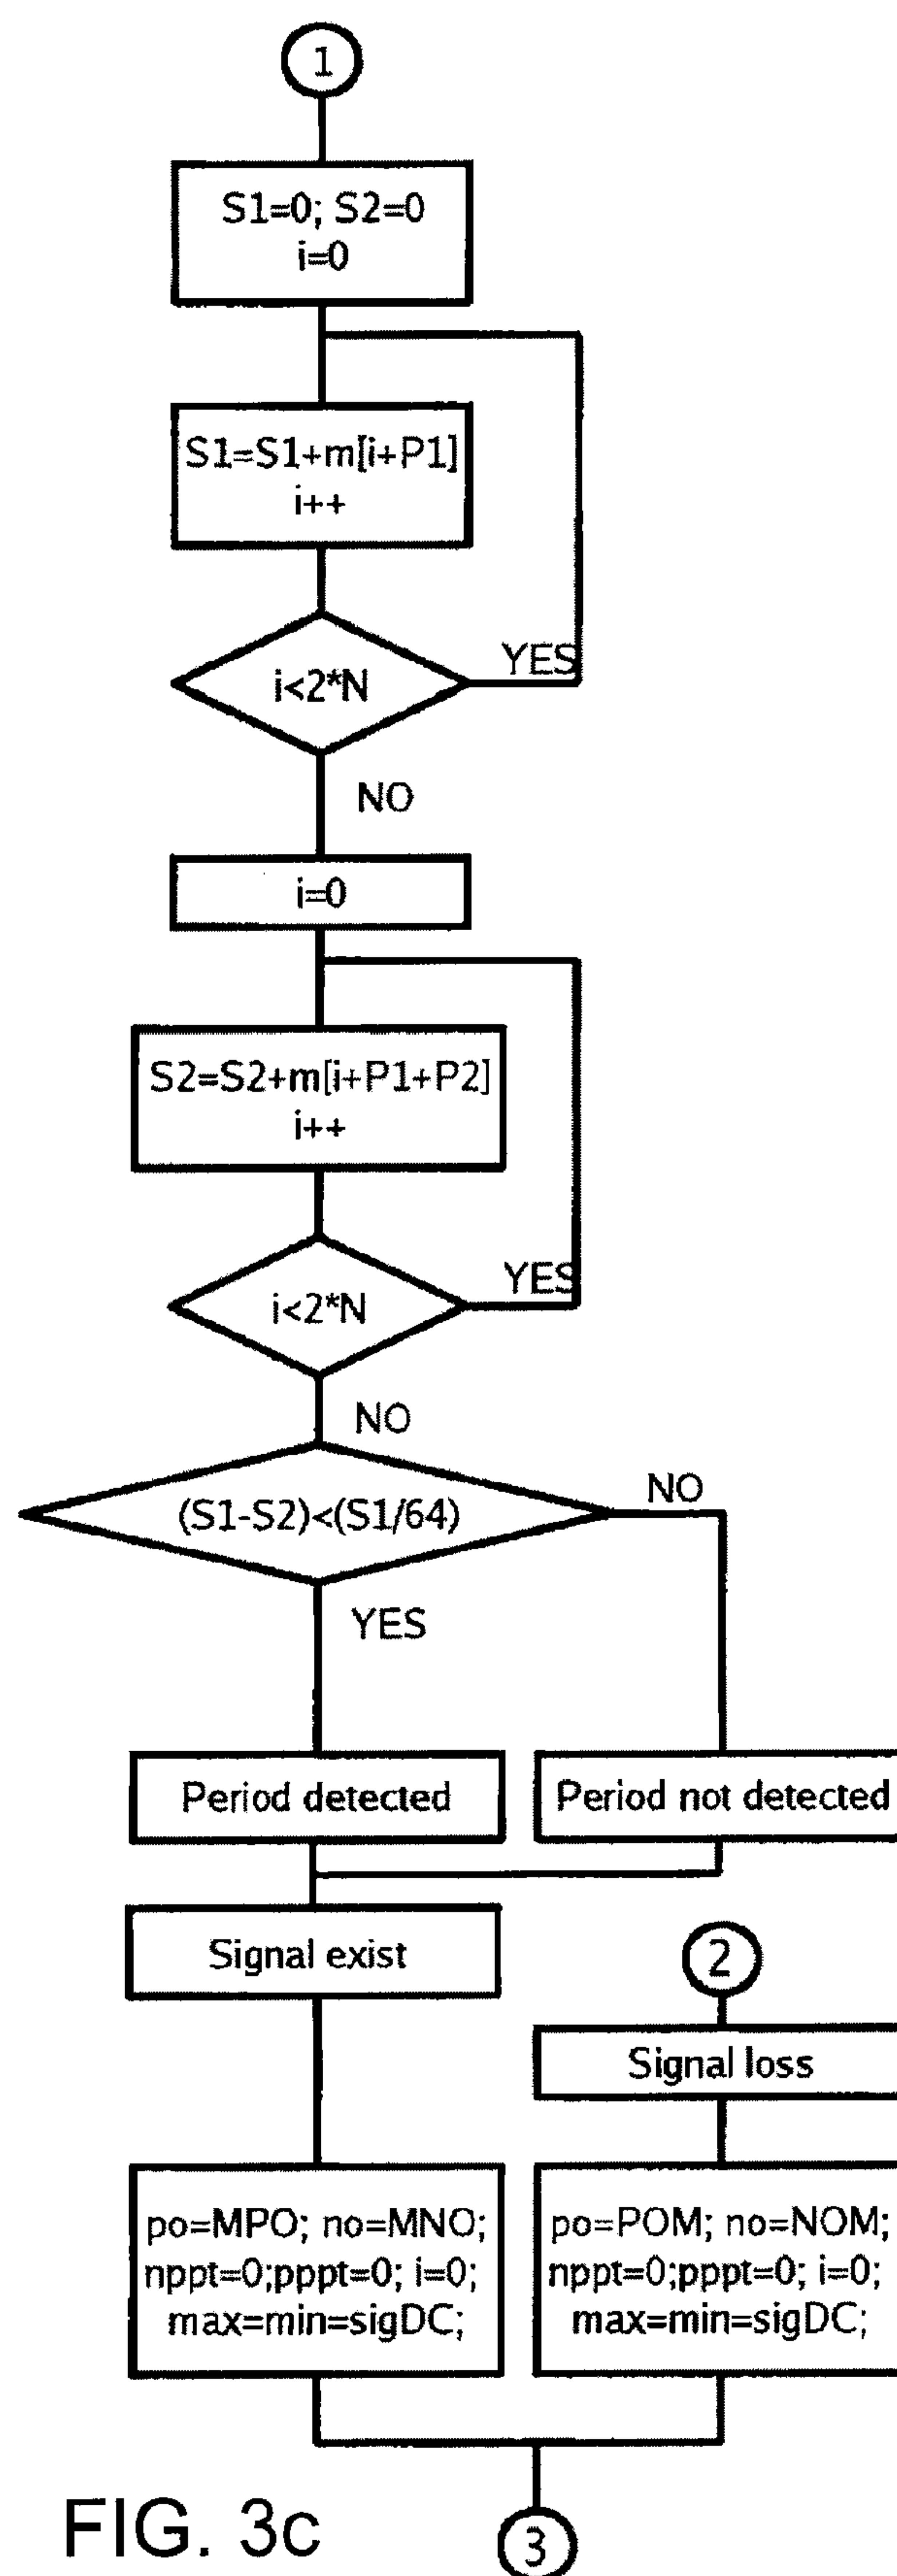 1
S1=0; S2=0
i=0
S1=S1+m[i+P1]
i++
i<2*N
YES
NO
i=0
S2=S2+m[i+P1+P2]
i++
i<2*N
YES
NO
(S1-S2)<(S1/64)
NO
YES
Period detected
Period not detected
Signal exist
2
Signal loss
po=MPO; no=MNO;
nppt=0;pppt=0; i=0;
max=min=sigDC;
po=POM; no=NOM;
nppt=0;pppt=0; i=0;
max=min=sigDC;
FIG. 3c
3